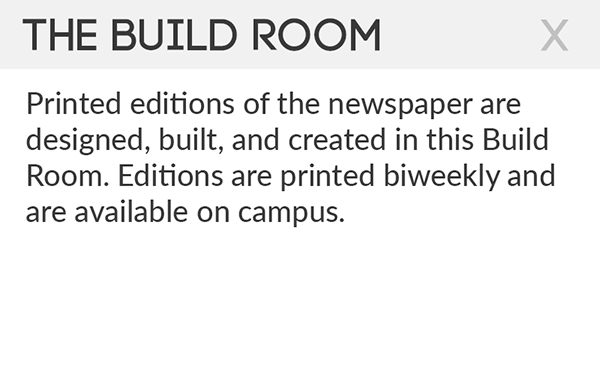 THE BUILD ROOM X
Printed editions of the newspaper are
designed, built, and created in this Build
Room. Editions are printed biweekly and
are available on campus.